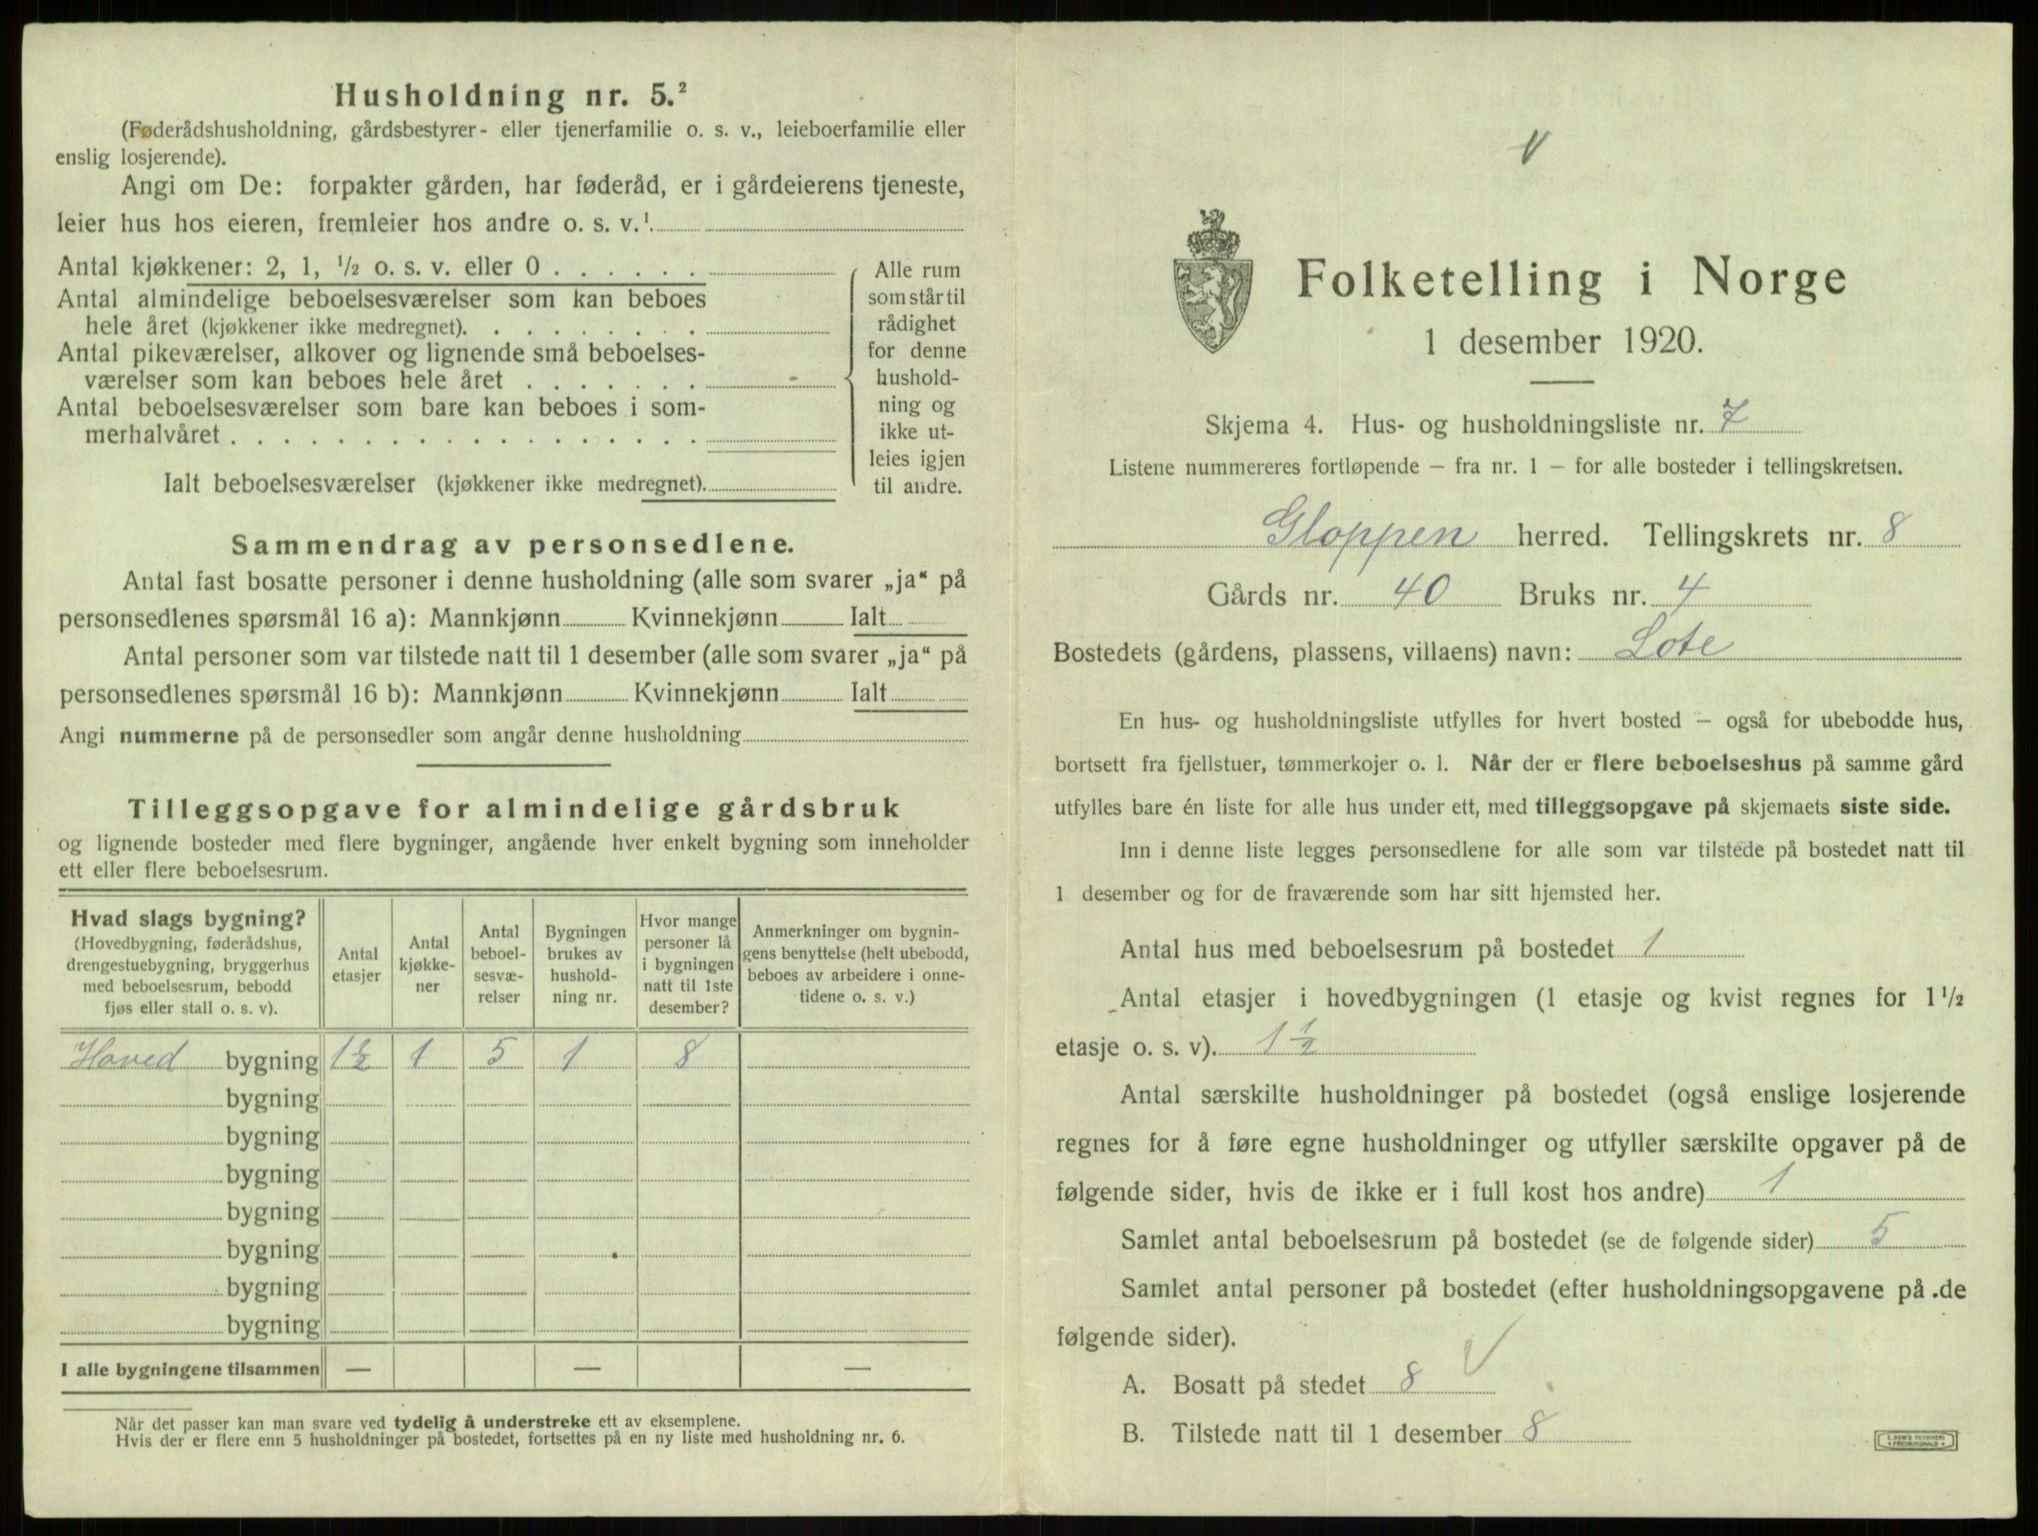 Husholdning nr. 5.²
(Føderådshusholdning, gårdsbestyrer- eller tjenerfamilie o. s. v., leieboerfamilie eller
enslig losjerende).
Angi om De: forpakter gården, har føderåd, er i gårdeierens tjeneste,
leier hus hos eieren, fremleier hos andre o. s. v.¹
Antal kjøkkener: 2, 1, ½ o. s. v. eller 0 . . . . . .
Antal almindelige beboelsesværelser som kan beboes
hele året (kjøkkener ikke medregnet). . . . . . . . .
Antal pikeværelser, alkover og lignende små beboelses-
værelser som kan beboes hele året . . . . . . .
Antal beboelsesværelser som bare kan beboes i som-
merhalvåret . . . . . . . . . . . . . . . . . .
Ialt beboelsesværelser (kjøkkener ikke medregnet).
Alle rum
som står til
rådighet
for denne
hushold-
ning og
ikke ut-
leies igjen
til andre.
Sammendrag av personsedlene.
Antal fast bosatte personer i denne husholdning (alle som svarer „ja“ på
personsedlenes spørsmål 16 a): Mannkjønn Kvinnekjønn Ialt
Antal personer som var tilstede natt til 1 desember (alle som svarer „ja“ på
personsedlenes spørsmål 16 b): Mannkjønn Kvinnekjønn Ialt
Angi nummerne på de personsedler som angår denne husholdning
Tilleggsopgave for almindelige gårdsbruk
og lignende bosteder med flere bygninger, angående hver enkelt bygning som inneholder
ett eller flere beboelsesrum.
Hvad slags bygning?
(Hovedbygning, føderådshus,
drengestuebygning, bryggerhus
med beboelsesrum, bebodd
fjøs eller stall o. s. v).
Antal
etasjer
Antal
kjøkke-
ner
Antal
beboel-
sesvæ-
relser
Bygningen
brukes av
hushold-
ning nr.
Hvor mange
personer lå
i bygningen
natt til 1ste
desember?
Anmerkninger om bygnin-
gens benyttelse (helt ubebodd,
beboes av arbeidere i onne-
tidene o. s. v.)
Hoved bygning 1½ 1 5 1 8
bygning
bygning
bygning
bygning
bygning
bygning
bygning
I alle bygningene tilsammen — — —
Når det passer kan man svare ved tydelig å understreke ett av eksemplene.
Hvis der er flere enn 5 husholdninger på bostedet, fortsettes på en ny liste med husholdning nr. 6.
Folketelling i Norge
1 desember 1920.
Skjema 4. Hus- og husholdningsliste nr. 7
Listene nummereres fortløpende – fra nr. 1 – for alle bosteder i tellingskretsen.
Gloppen herred. Tellingskrets nr. 8
Gårds nr. 40 Bruks nr. 4
Bostedets (gårdens, plassens, villaens) navn: Lote
En hus- og husholdningsliste utfylles for hvert bosted – også for ubebodde hus,
bortsett fra fjellstuer, tømmerkojer o. l. Når der er flere beboelseshus på samme gård
utfylles bare én liste for alle hus under ett, med tilleggsopgave på skjemaets siste side.
Inn i denne liste legges personsedlene for alle som var tilstede på bostedet natt til
1 desember og for de fraværende som har sitt hjemsted her.
Antal hus med beboelsesrum på bostedet 1
Antal etasjer i hovedbygningen (1 etasje og kvist regnes for 1½
etasje o. s. v). 1½
Antal særskilte husholdninger på bostedet (også enslige losjerende
regnes for å føre egne husholdninger og utfyller særskilte opgaver på de
følgende sider, hvis de ikke er i full kost hos andre) 1
Samlet antal beboelsesrum på bostedet (se de følgende sider) 5
Samlet antal personer på bostedet (efter husholdningsopgavene på de
følgende sider).
A. Bosatt på stedet 8
B. Tilstede natt til 1 desember 8